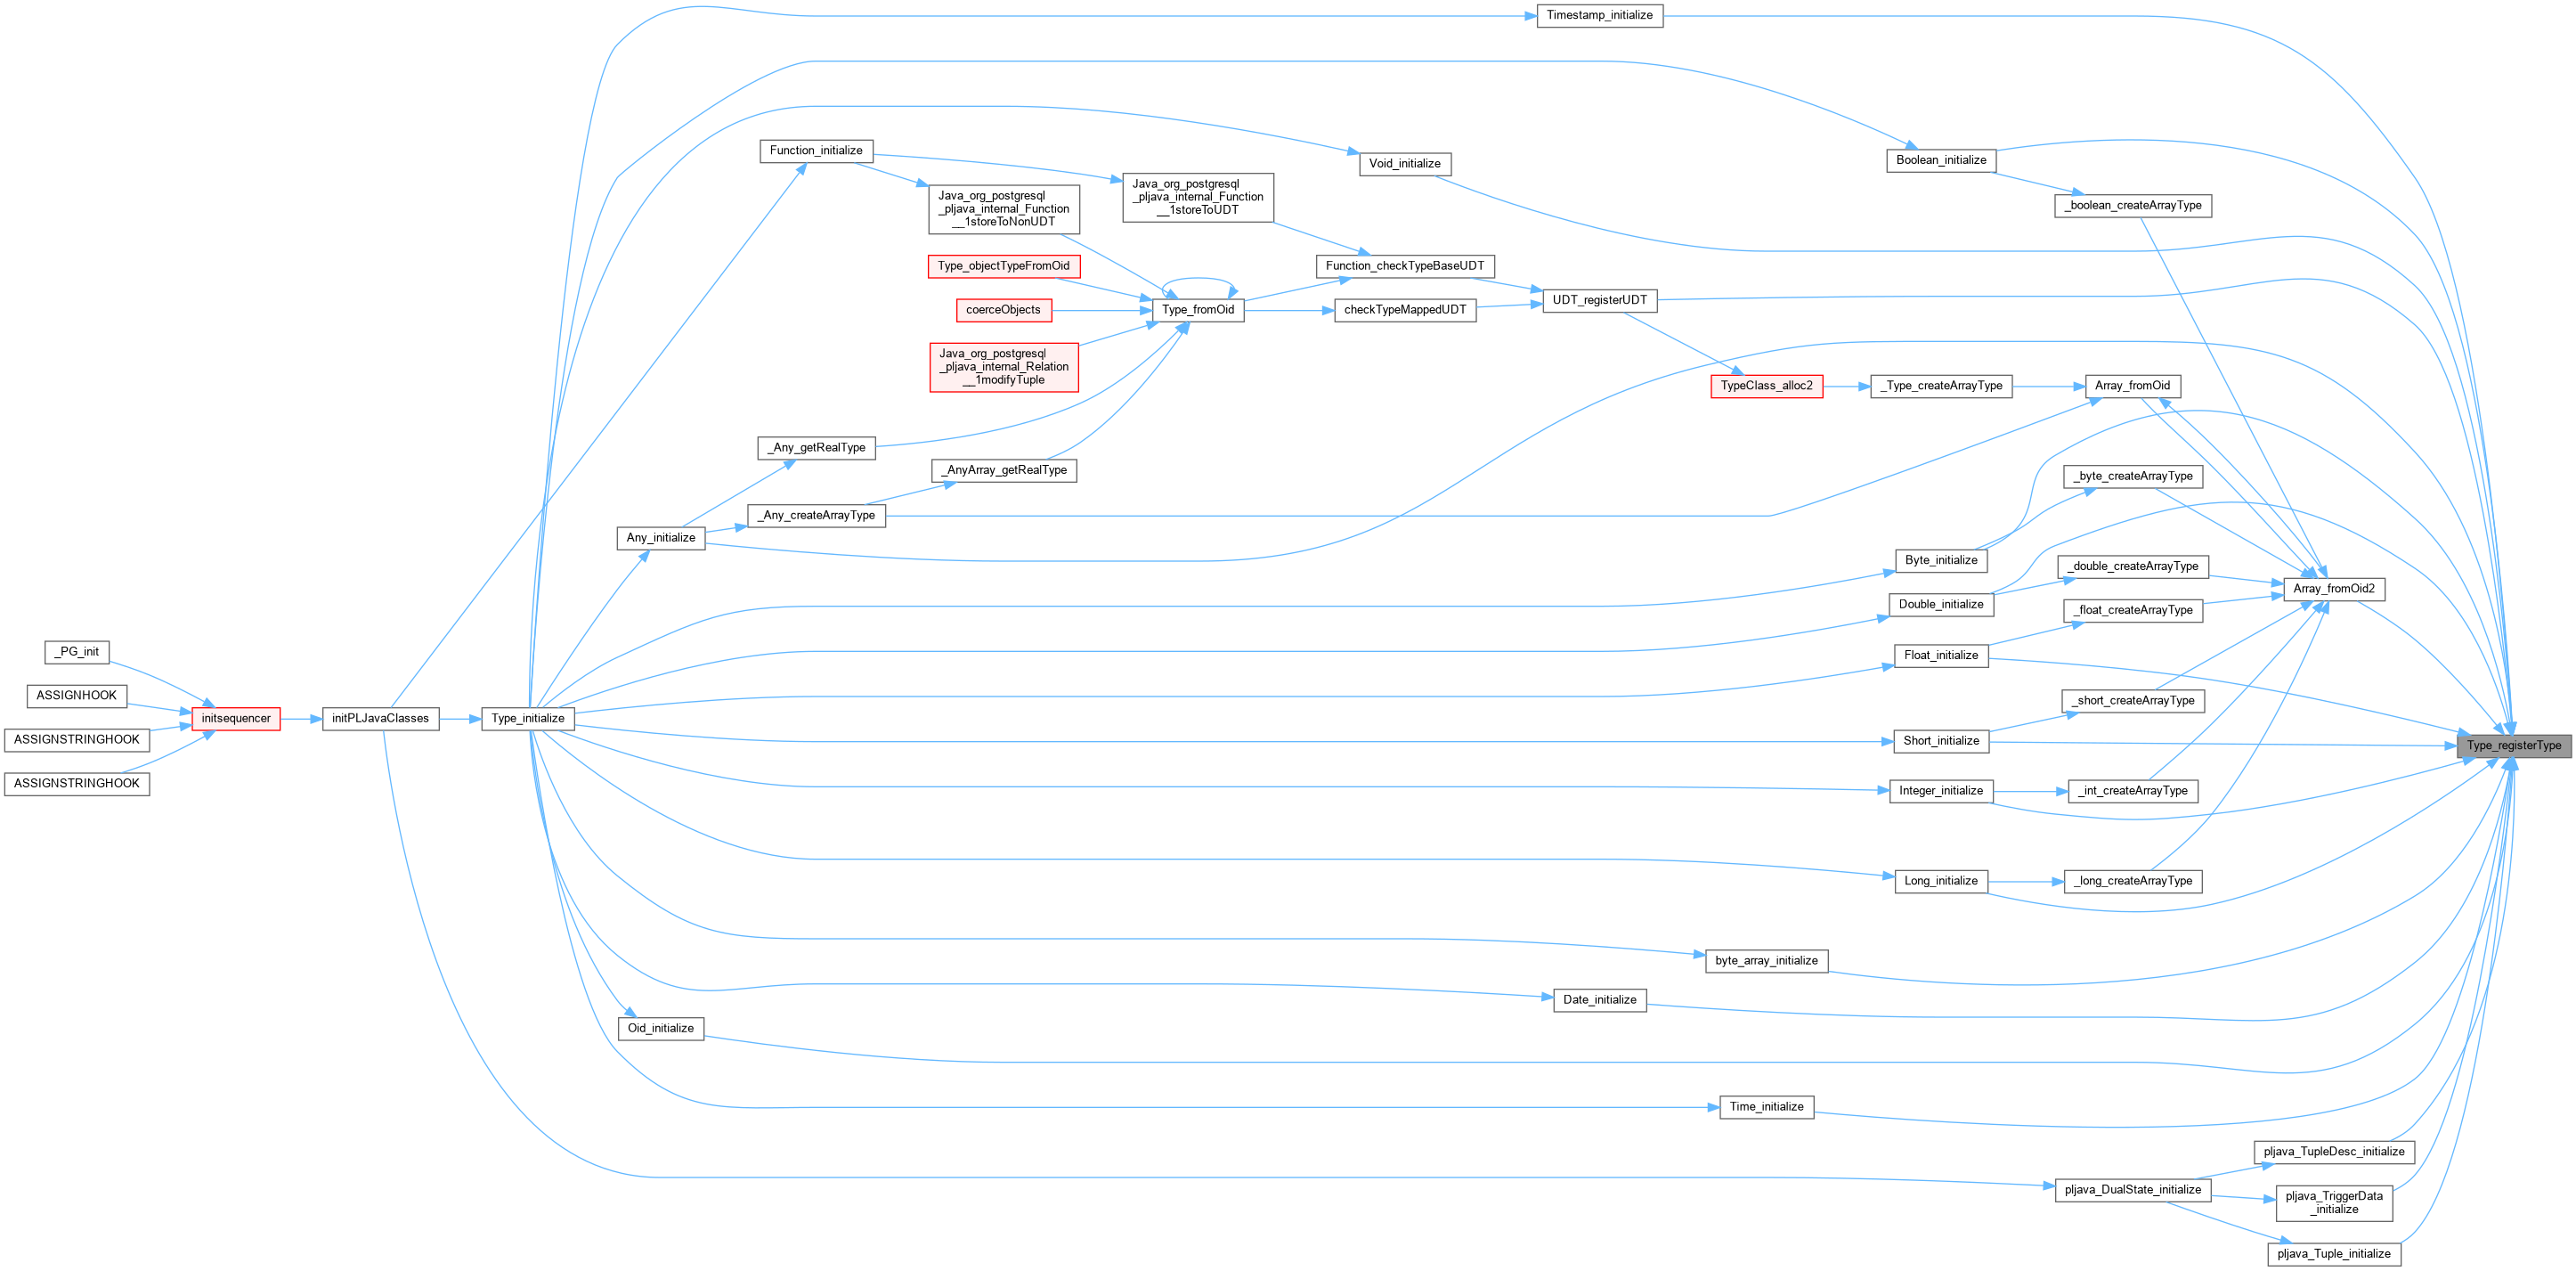 Timestamp_initialize
Function_initialize
Void_initialize
Boolean_initialize
Java_org_postgresql
_pljava_internal_Function
__1storeToNonUDT
Java_org_postgresql
_pljava_internal_Function
__1storeToUDT
_boolean_createArrayType
Type_objectTypeFromOid
Function_checkTypeBaseUDT
coerceObjects
Type_fromOid
checkTypeMappedUDT
UDT_registerUDT
Java_org_postgresql
_pljava_internal_Relation
__1modifyTuple
TypeClass_alloc2
_Type_createArrayType
Array_fromOid
_Any_getRealType
_AnyArray_getRealType
_byte_createArrayType
_Any_createArrayType
Any_initialize
Byte_initialize
_double_createArrayType
Array_fromOid2
Double_initialize
_float_createArrayType
_PG_init
Float_initialize
ASSIGNHOOK
_short_createArrayType
initsequencer
initPLJavaClasses
Type_initialize
ASSIGNSTRINGHOOK
Short_initialize
Type_registerType
ASSIGNSTRINGHOOK
Integer_initialize
_int_createArrayType
Long_initialize
_long_createArrayType
byte_array_initialize
Date_initialize
Oid_initialize
Time_initialize
pljava_TupleDesc_initialize
pljava_DualState_initialize
pljava_TriggerData
_initialize
pljava_Tuple_initialize